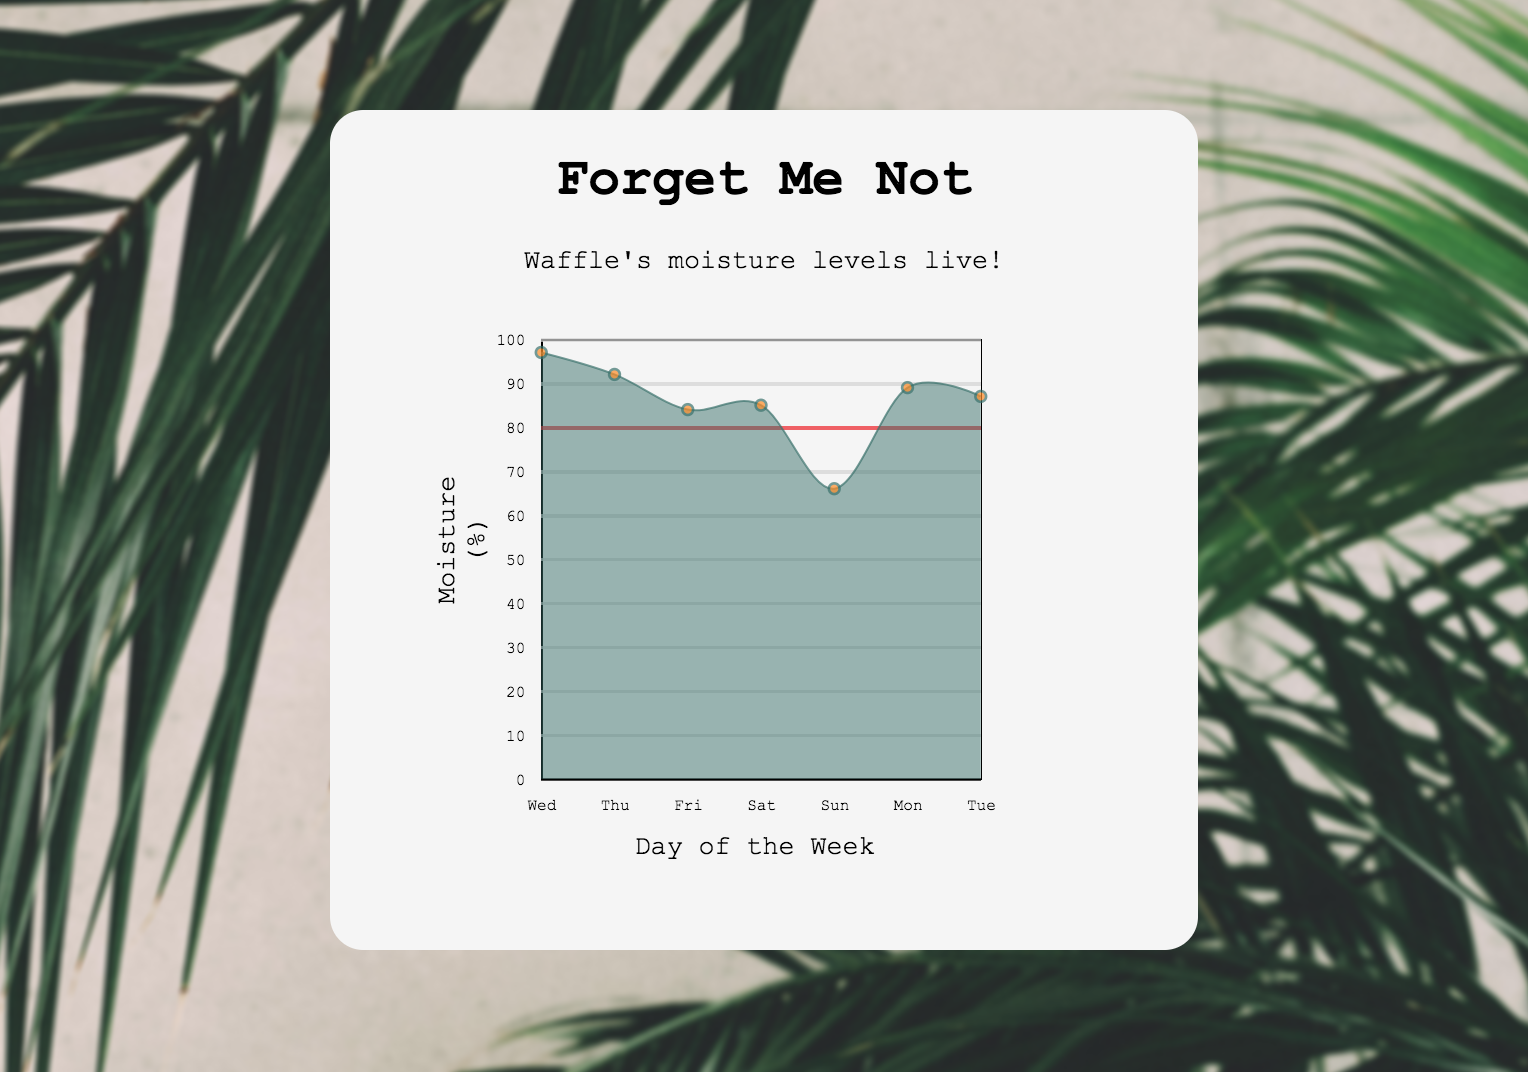 Forget Me Not
Waffle's moisture levels live!
100
90
80
70
60
50
40
30
20
10
0
Moisture
(%)
Wed Thu Fri Sat Sun Mon Tue
Day of the Week